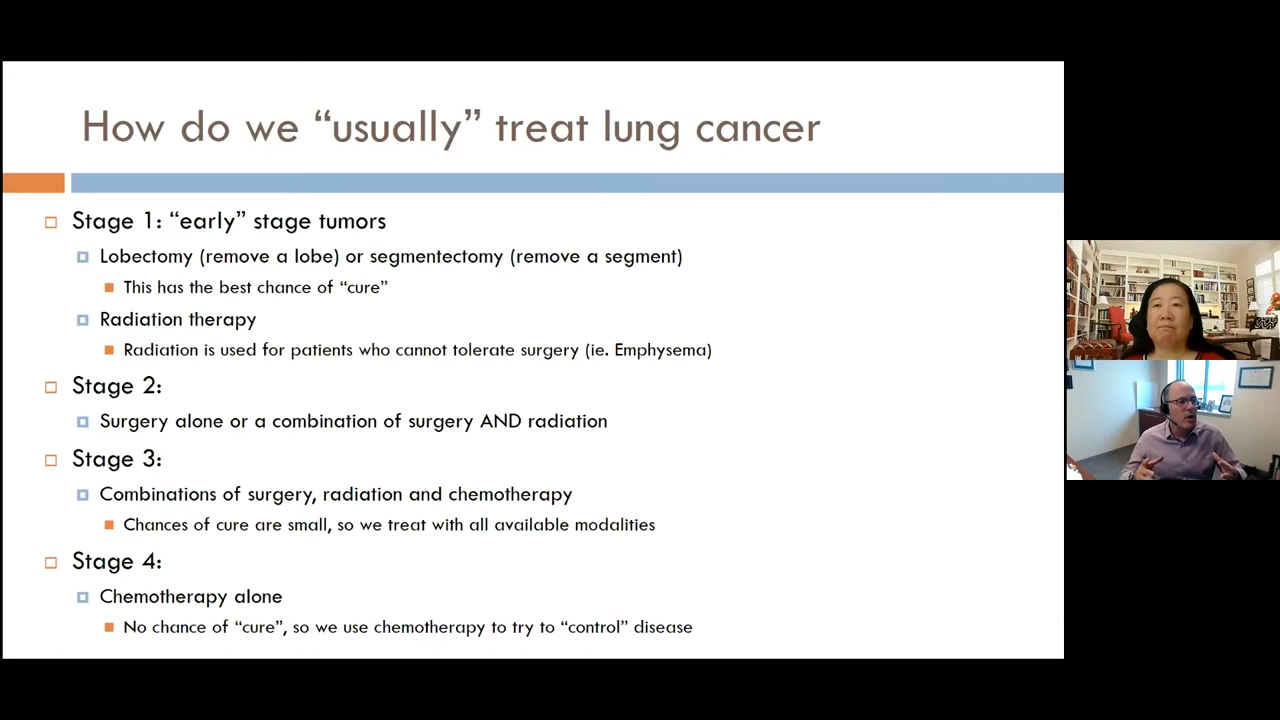 How do we “usually” treat lung cancer
Stage 1: “early” stage tumors
Lobectomy (remove a lobe) or segmentectomy (remove a segment)
This has the best chance of “cure”
Radiation therapy
Radiation is used for patients who cannot tolerate surgery (ie. Emphysema)
Stage 2:
Surgery alone or a combination of surgery AND radiation
Stage 3:
Combinations of surgery, radiation and chemotherapy
Chances of cure are small, so we treat with all available modalities
Stage 4:
Chemotherapy alone
No chance of “cure”, so we use chemotherapy to try to “control” disease